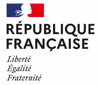 RÉPUBLIQUE
FRANÇAISE
Liberté
Égalité
Fraternité